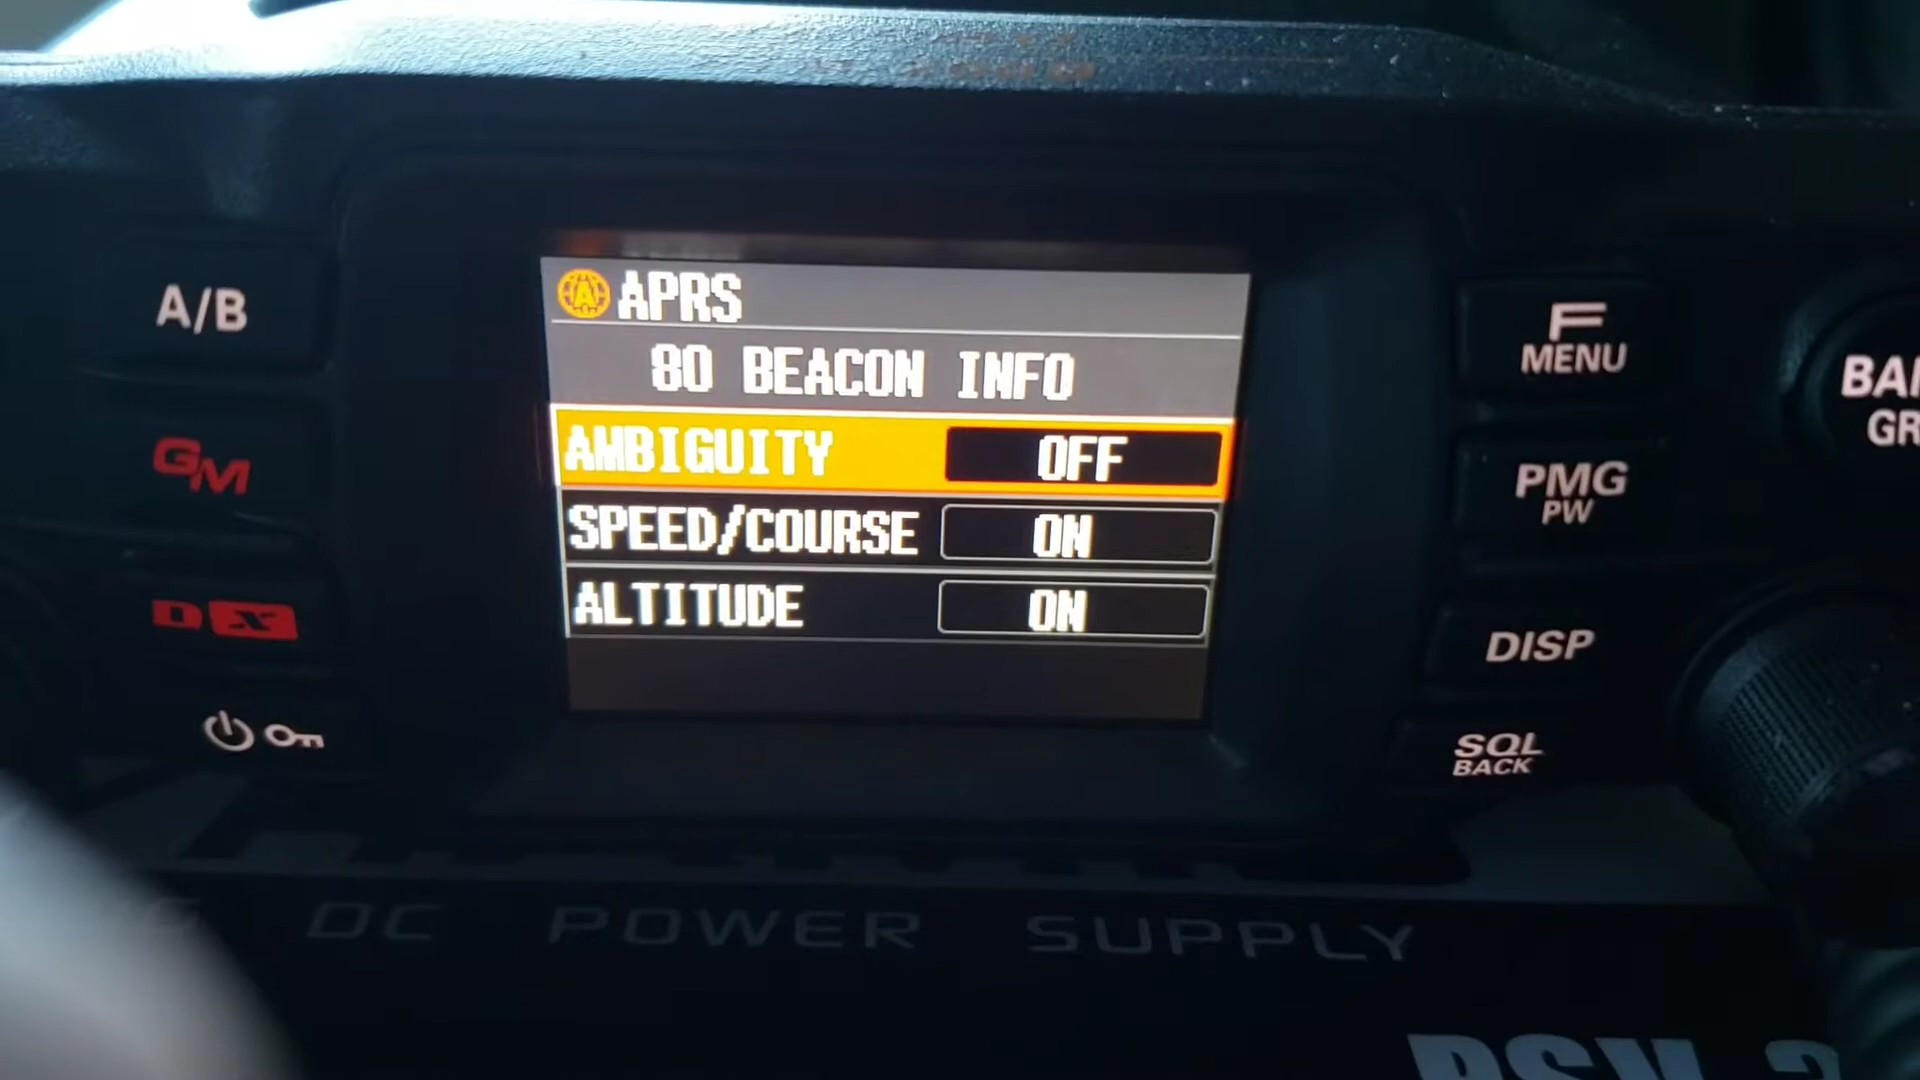 APRS
80 BEACON INFO
AMBIGUITY OFF
SPEED/COURSE ON
ALTITUDE ON
A/B
GM
DX
F
MENU
PMG
PW
DISP
SQL
BACK
DC POWER SUPPLY